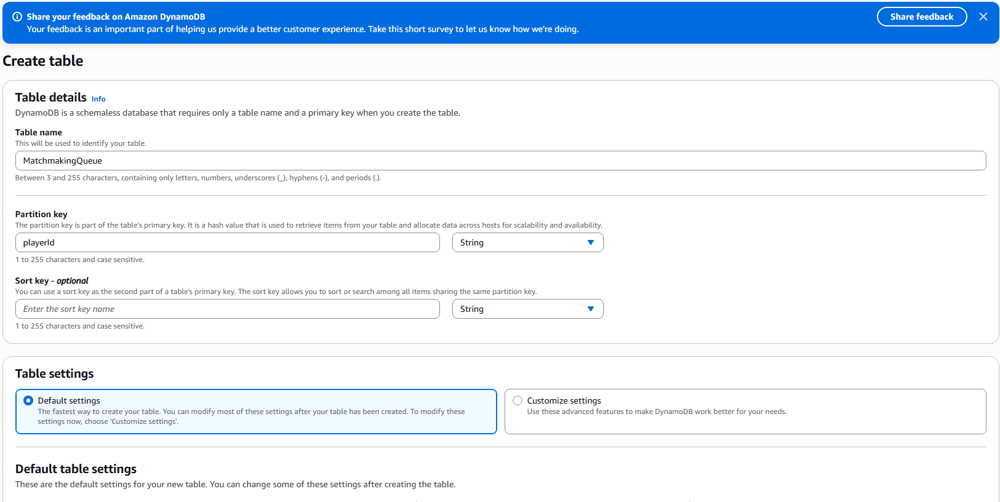 Share your feedback on Amazon DynamoDB
Your feedback is an important part of helping us provide a better customer experience. Take this short survey to let us know how we're doing.
Share feedback
Create table
Table details Info
DynamoDB is a schemaless database that requires only a table name and a primary key when you create the table.
Table name
This will be used to identify your table.
MatchmakingQueue
Between 3 and 255 characters, containing only letters, numbers, underscores (_), hyphens (-), and periods (.).
Partition key
The partition key is part of the table's primary key. It is a hash value that is used to retrieve items from your table and allocate data across hosts for scalability and availability.
playerId
String
1 to 255 characters and case sensitive.
Sort key - optional
You can use a sort key as the second part of a table's primary key. The sort key allows you to sort or search among all items sharing the same partition key.
Enter the sort key name
String
1 to 255 characters and case sensitive.
Table settings
Default settings
The fastest way to create your table. You can modify most of these settings after your table has been created. To modify these
settings now, choose 'Customize settings'.
Customize settings
Use these advanced features to make DynamoDB work better for your needs.
Default table settings
These are the default settings for your new table. You can change some of these settings after creating the table.